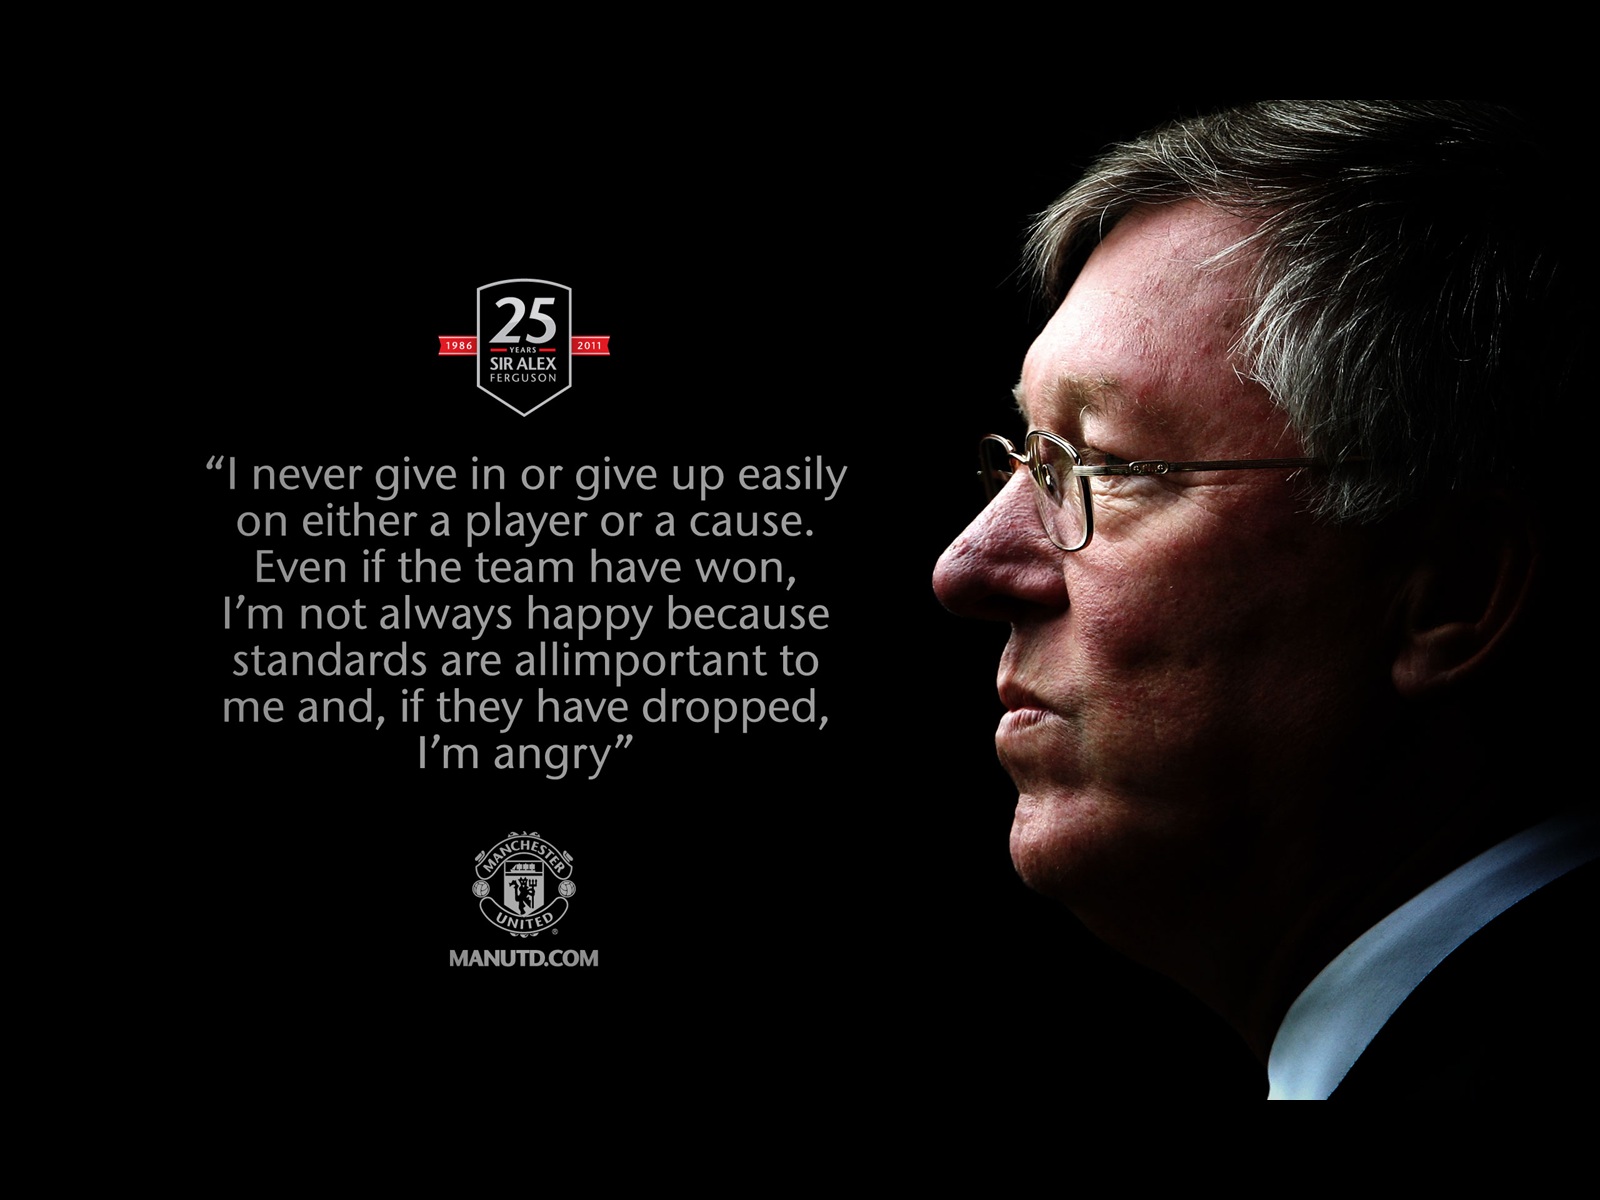 25
1986 YEARS 2011
SIR ALEX
FERGUSON
“I never give in or give up easily
on either a player or a cause.
Even if the team have won,
I’m not always happy because
standards are allimportant to
me and, if they have dropped,
I’m angry”
MANCHESTER
UNITED
®
MANUTD.COM